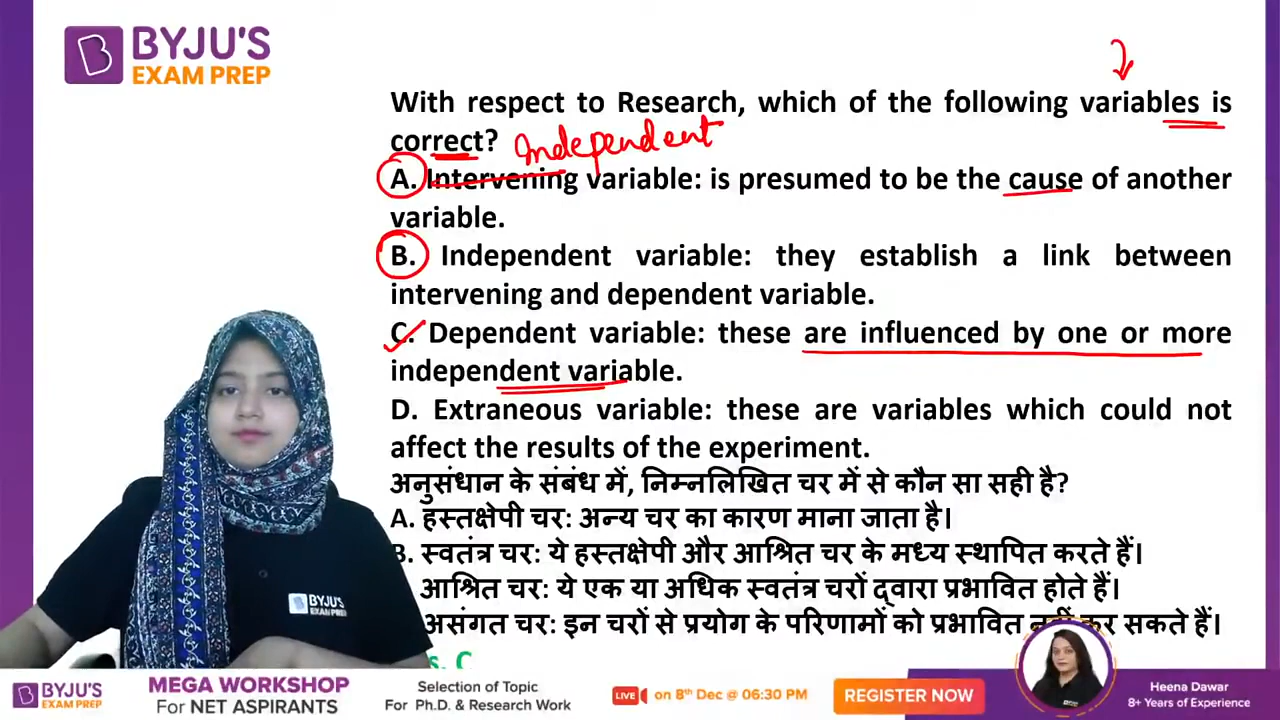 BYJU'S
EXAM PREP
With respect to Research, which of the following variables is
correct? Independent
A. Intervening variable: is presumed to be the cause of another
variable.
B. Independent variable: they establish a link between
intervening and dependent variable.
C. Dependent variable: these are influenced by one or more
independent variable.
D. Extraneous variable: these are variables which could not
affect the results of the experiment.
अनुसंधान के संबंध में, निम्नलिखित चर में से कौन सा सही है?
A. हस्तक्षेपी चर: अन्य चर का कारण माना जाता है।
B. स्वतंत्र चर: ये हस्तक्षेपी और आश्रित चर के मध्य स्थापित करते हैं।
आश्रित चर: ये एक या अधिक स्वतंत्र चरों द्वारा प्रभावित होते हैं।
असंगत चर: इन चरों से प्रयोग के परिणामों को प्रभावित नहीं कर सकते हैं।
s. C
BYJU'S
EXAM PREP
BYJU'S
EXAM PREP
MEGA WORKSHOP
For NET ASPIRANTS
Selection of Topic
For Ph.D. & Research Work
LIVE on 8th Dec @ 06:30 PM
REGISTER NOW
Heena Dawar
8+ Years of Experience